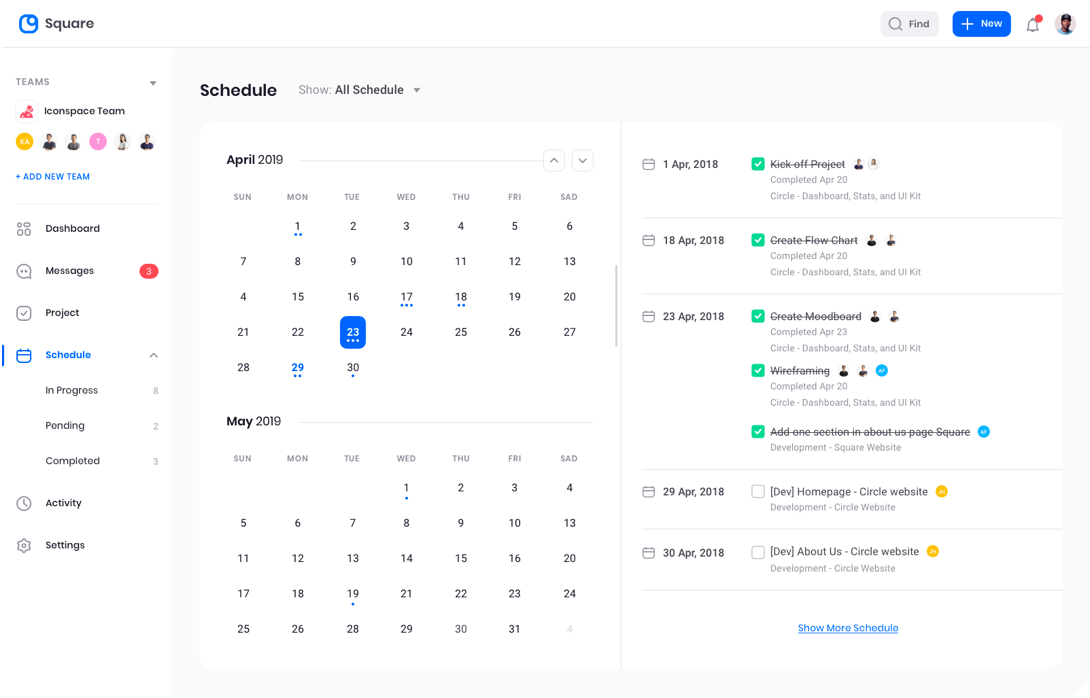 Square
Find
New
TEAMS
Iconspace Team
KA
T
+ ADD NEW TEAM
Dashboard
Messages
3
Project
Schedule
In Progress
8
Pending
2
Completed
3
Activity
Settings
Schedule
Show: All Schedule
April 2019
SUN MON TUE WED THU FRI SAD
1 2 3 4 5 6
7 8 9 10 11 12 13
4 15 16 17 18 19 20
21 22 23 24 25 26 27
28 29 30
May 2019
SUN MON TUE WED THU FRI SAD
1 2 3 4
5 6 7 8 9 10 13
11 12 13 14 15 16 20
17 18 19 21 22 23 24
25 26 28 29 30 31 4
1 Apr, 2018
Kick off Project
Completed Apr 20
Circle - Dashboard, Stats, and UI Kit
18 Apr, 2018
Create Flow Chart
Completed Apr 20
Circle - Dashboard, Stats, and UI Kit
23 Apr, 2018
Create Moodboard
Completed Apr 23
Circle - Dashboard, Stats, and UI Kit
Wireframing
AF
Completed Apr 20
Circle - Dashboard, Stats, and UI Kit
Add one section in about us page Square
AF
Development - Square Website
29 Apr, 2018
[Dev] Homepage - Circle website
JH
Development - Circle Website
30 Apr, 2018
[Dev] About Us - Circle website
JH
Development - Circle Website
Show More Schedule